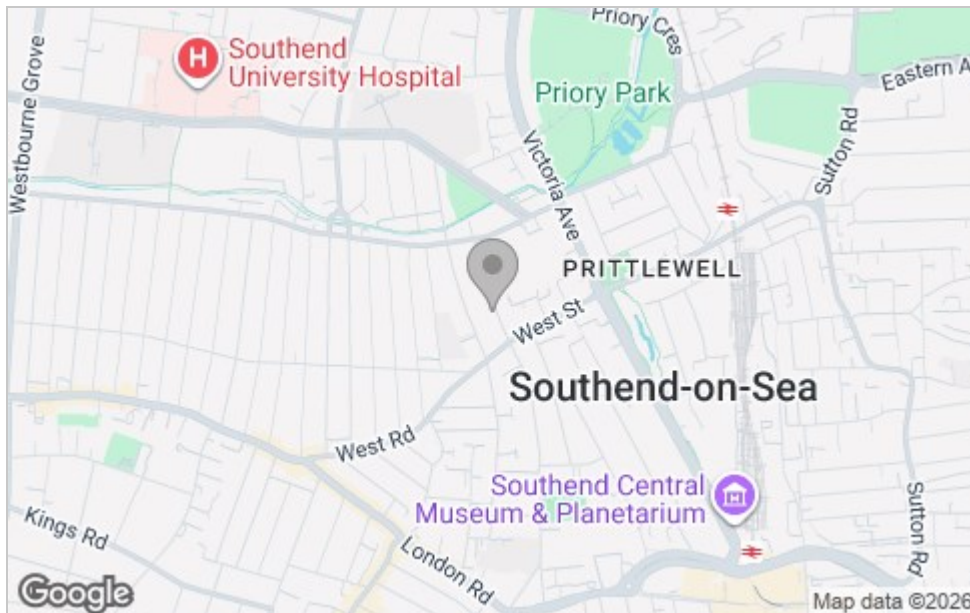 Priory Cres
Southend
University Hospital
H
Priory Park
Eastern A
Westbourne Grove
Victoria Ave
Sutton Rd
PRITTLEWELL
West St
Southend-on-Sea
West Rd
Southend Central
Museum & Planetarium
Kings Rd
London Rd
Sutton Rd
Google
Map data ©2026